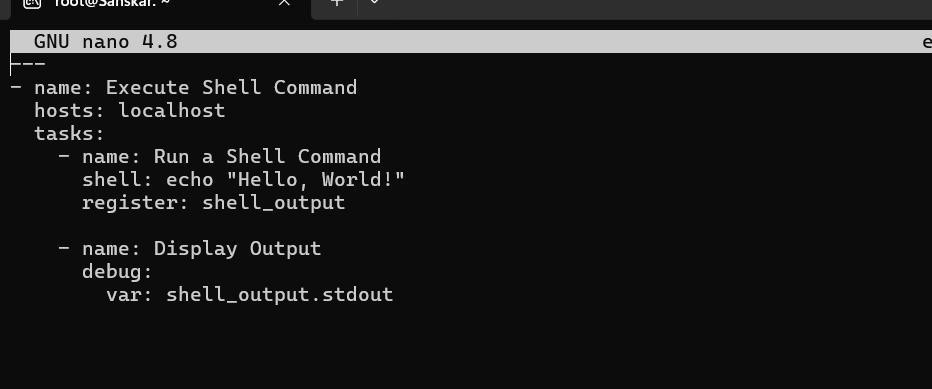 root@Sanskar: ~
GNU nano 4.8
---
- name: Execute Shell Command
  hosts: localhost
  tasks:
    - name: Run a Shell Command
      shell: echo "Hello, World!"
      register: shell_output

    - name: Display Output
      debug:
        var: shell_output.stdout